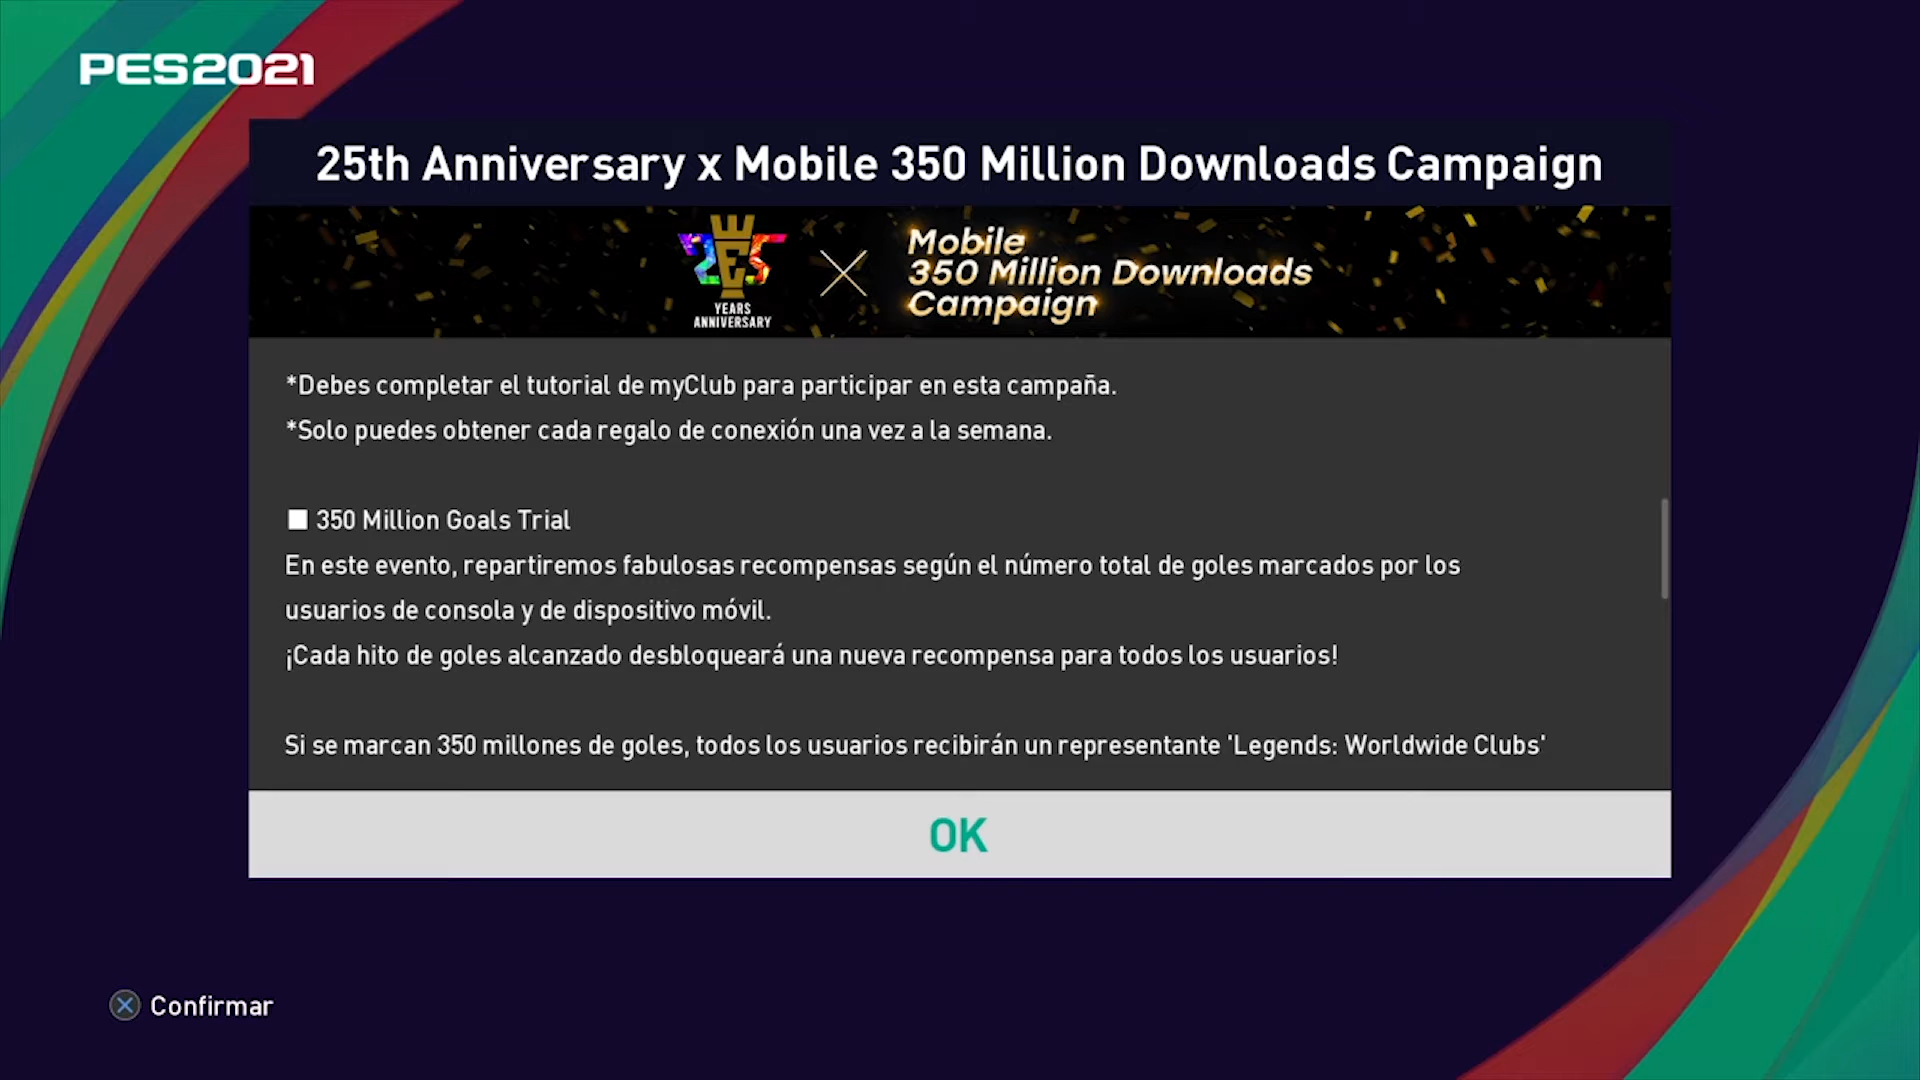 PES2021
25th Anniversary x Mobile 350 Million Downloads Campaign
25
YEARS
ANNIVERSARY
Mobile
350 Million Downloads
Campaign
*Debes completar el tutorial de myClub para participar en esta campaña.
*Solo puedes obtener cada regalo de conexión una vez a la semana.
■ 350 Million Goals Trial
En este evento, repartiremos fabulosas recompensas según el número total de goles marcados por los
usuarios de consola y de dispositivo móvil.
¡Cada hito de goles alcanzado desbloqueará una nueva recompensa para todos los usuarios!
Si se marcan 350 millones de goles, todos los usuarios recibirán un representante 'Legends: Worldwide Clubs'
OK
Confirmar